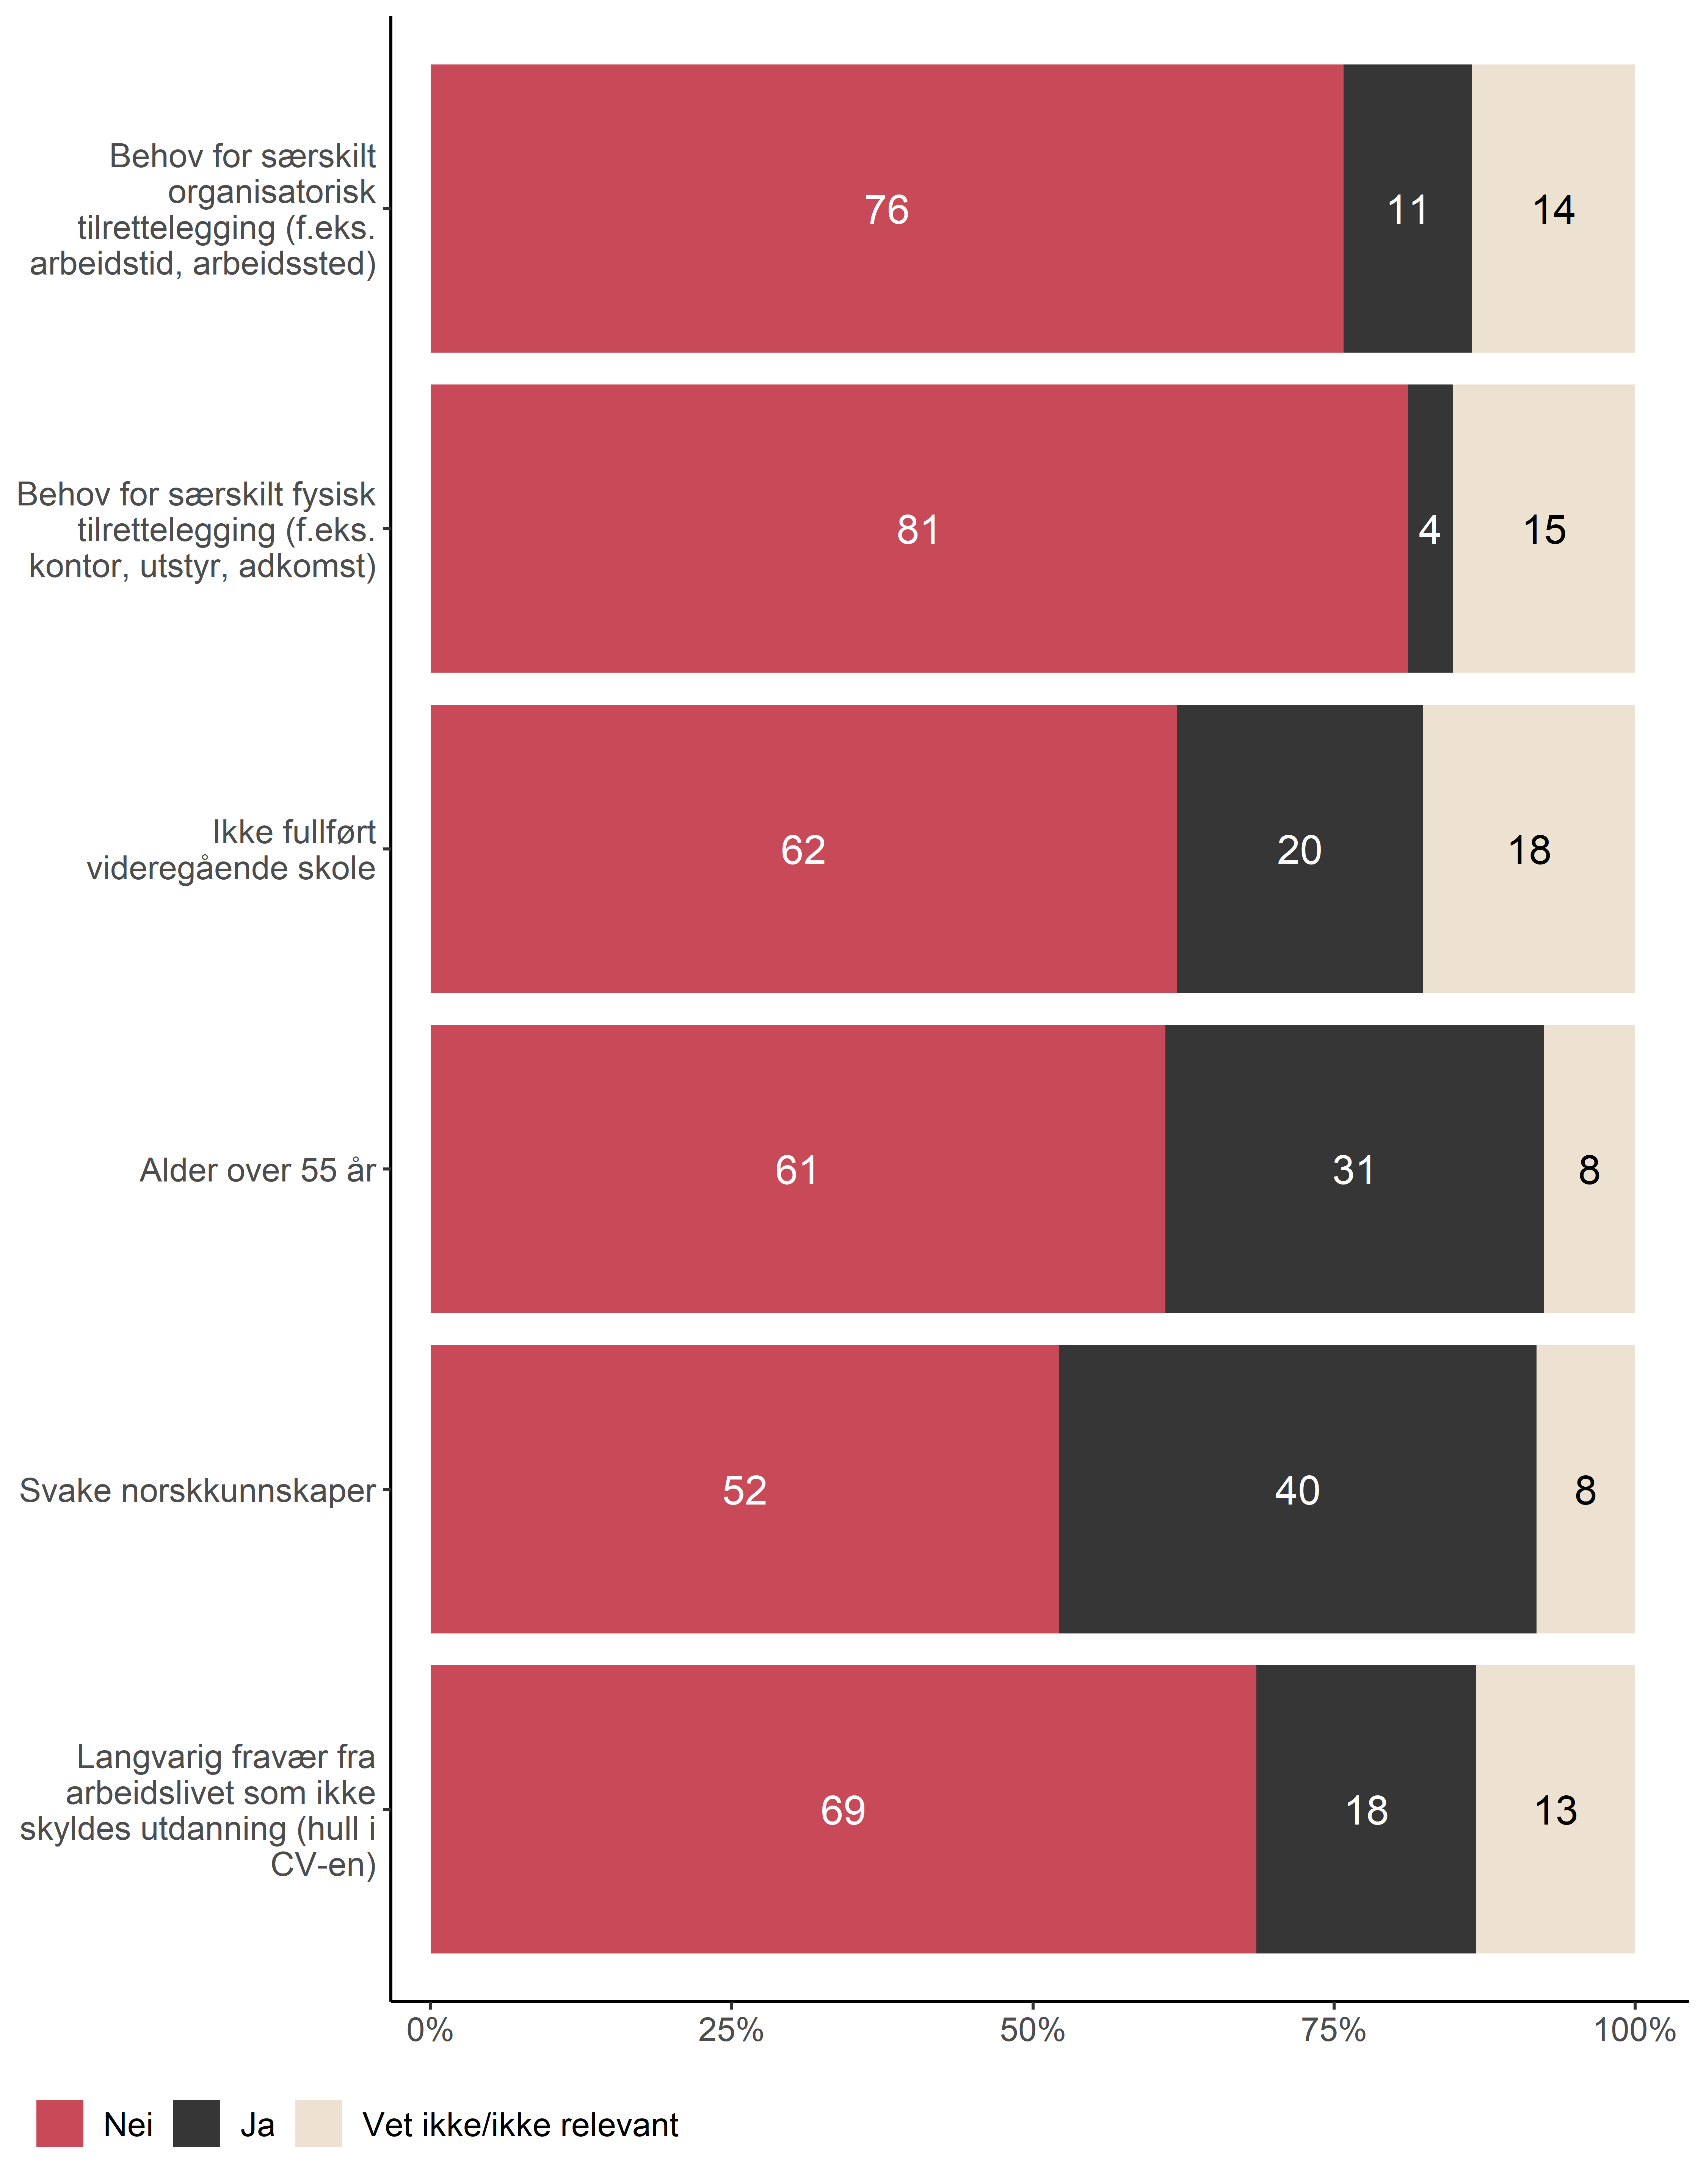 Behov for særskilt
organisatorisk
tilrettelegging (f.eks.
arbeidstid, arbeidssted)
76 11 14
Behov for særskilt fysisk
tilrettelegging (f.eks.
kontor, utstyr, adkomst)
81 4 15
Ikke fullført
videregående skole
62 20 18
Alder over 55 år
61 31 8
Svake norskkunnskaper
52 40 8
Langvarig fravær fra
arbeidslivet som ikke
skyldes utdanning (hull i
CV-en)
69 18 13
0% 25% 50% 75% 100%
Nei Ja Vet ikke/ikke relevant